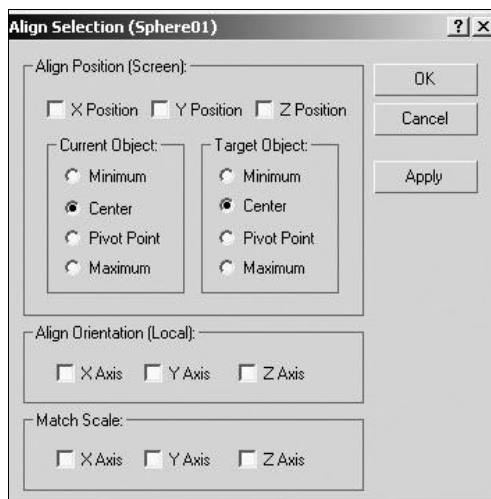 Align Selection (Sphere01)
Align Position (Screen):
X Position Y Position Z Position
Current Object:
Minimum
Center
Pivot Point
Maximum
Target Object:
Minimum
Center
Pivot Point
Maximum
Align Orientation (Local):
X Axis Y Axis Z Axis
Match Scale:
X Axis Y Axis Z Axis
OK
Cancel
Apply